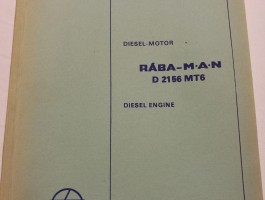 DIESEL-MOTOR
RÁBA-M·A·N
D 2156 MT6
DIESEL ENGINE